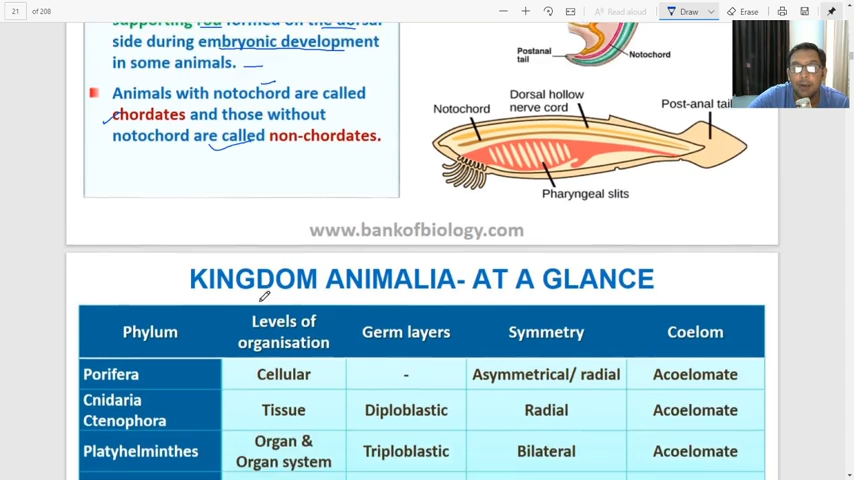 21 of 208
Read aloud
Draw
Erase
supporting rod formed on the dorsal
side during embryonic development
in some animals.
Animals with notochord are called
chordates and those without
notochord are called non-chordates.
Postanal
tail
Notochord
Dorsal hollow
nerve cord
Notochord
Post-anal tail
Pharyngeal slits
www.bankofbiology.com
KINGDOM ANIMALIA- AT A GLANCE
Phylum Levels of organisation Germ layers Symmetry Coelom
Porifera Cellular - Asymmetrical/ radial Acoelomate
Cnidaria
Ctenophora Tissue Diploblastic Radial Acoelomate
Platyhelminthes Organ & Organ system Triploblastic Bilateral Acoelomate